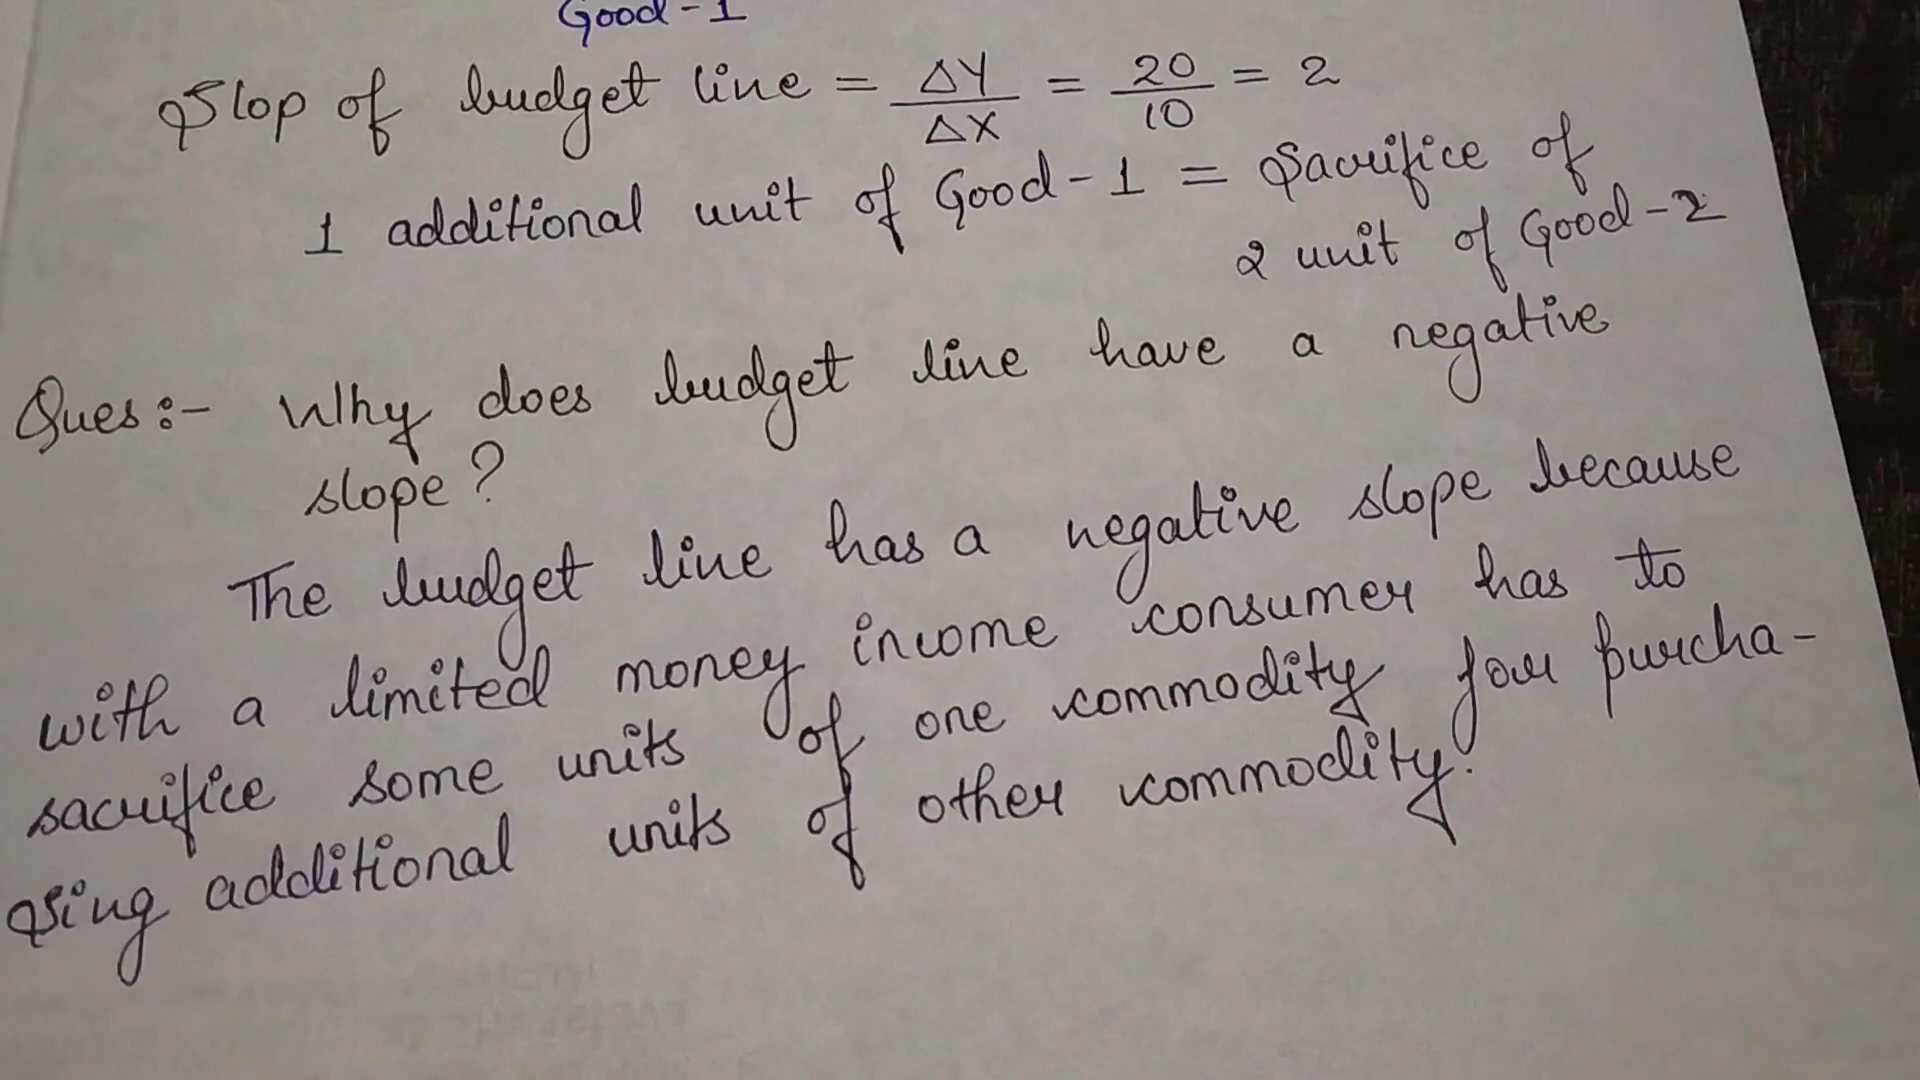 Good-1
Slop of budget line = ΔY/ΔX = 20/10 = 2
1 additional unit of Good-1 = Sacrifice of
2 unit of Good-2
Ques:- Why does budget line have a negative
slope?
The budget line has a negative slope because
with a limited money income consumer has to
sacrifice some units of one commodity for purcha-
sing additional units of other commodity.